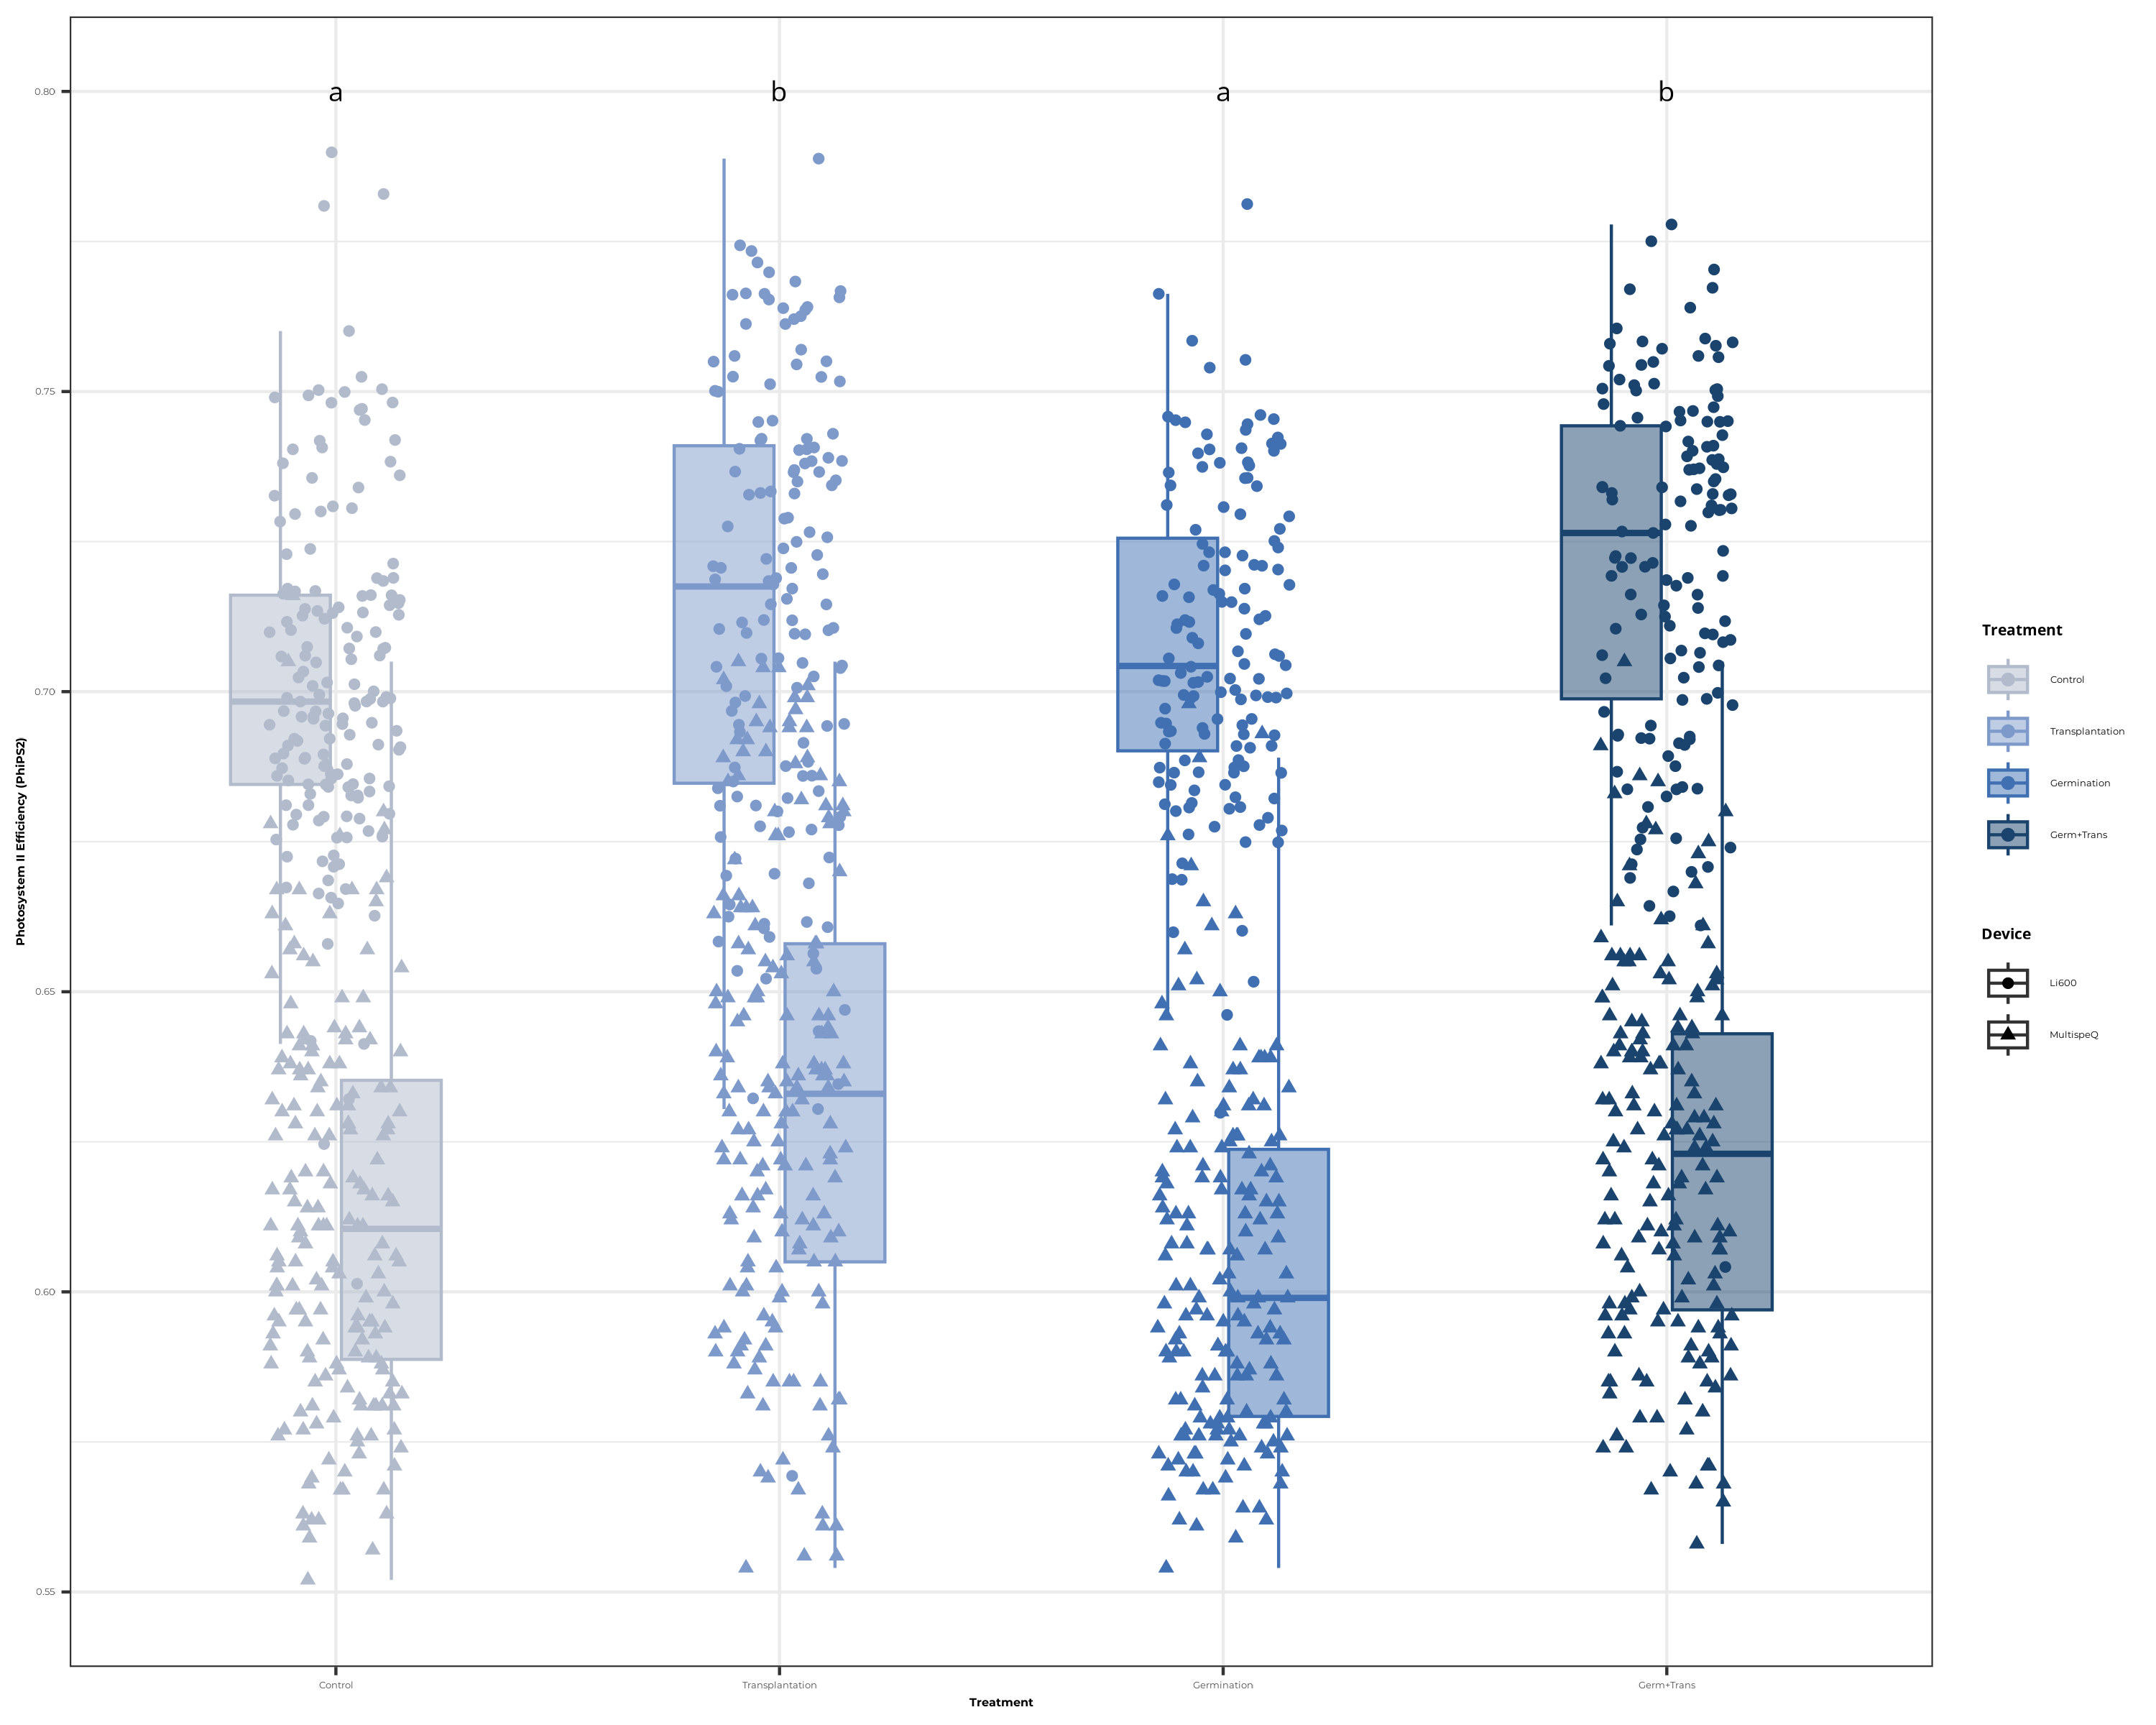 a b a b
0.80
0.75
0.70
0.65
0.60
0.55
Photosystem II Efficiency (PhiPS2)
Control Transplantation Germination Germ+Trans
Treatment
Treatment
Control
Transplantation
Germination
Germ+Trans
Device
Li600
MultispeQ